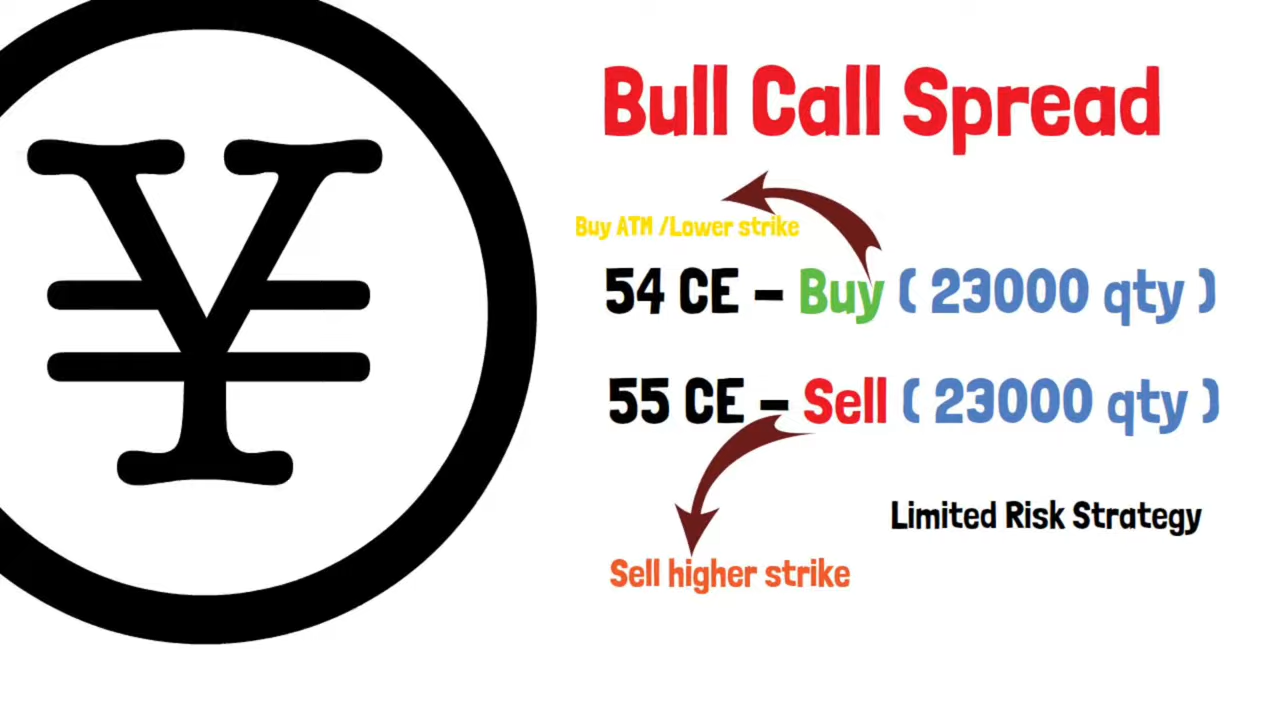 Bull Call Spread
Buy ATM /Lower strike
54 CE – Buy ( 23000 qty )
55 CE – Sell ( 23000 qty )
Limited Risk Strategy
Sell higher strike
¥